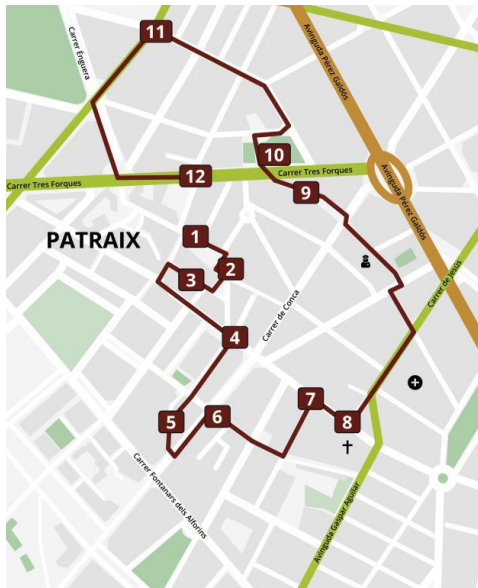 11
Carrer Énguera
Avinguda Pérez Galdós
10
Carrer Tres Forques
12
Carrer Tres Forques
9
Avinguda Pérez Galdós
1
PATRAIX
2
3
Carrer de Jesús
Carrer de Conca
4
7
5
6
8
Carrer Fontanars dels Alforins
Avinguda Gaspar Aguilar